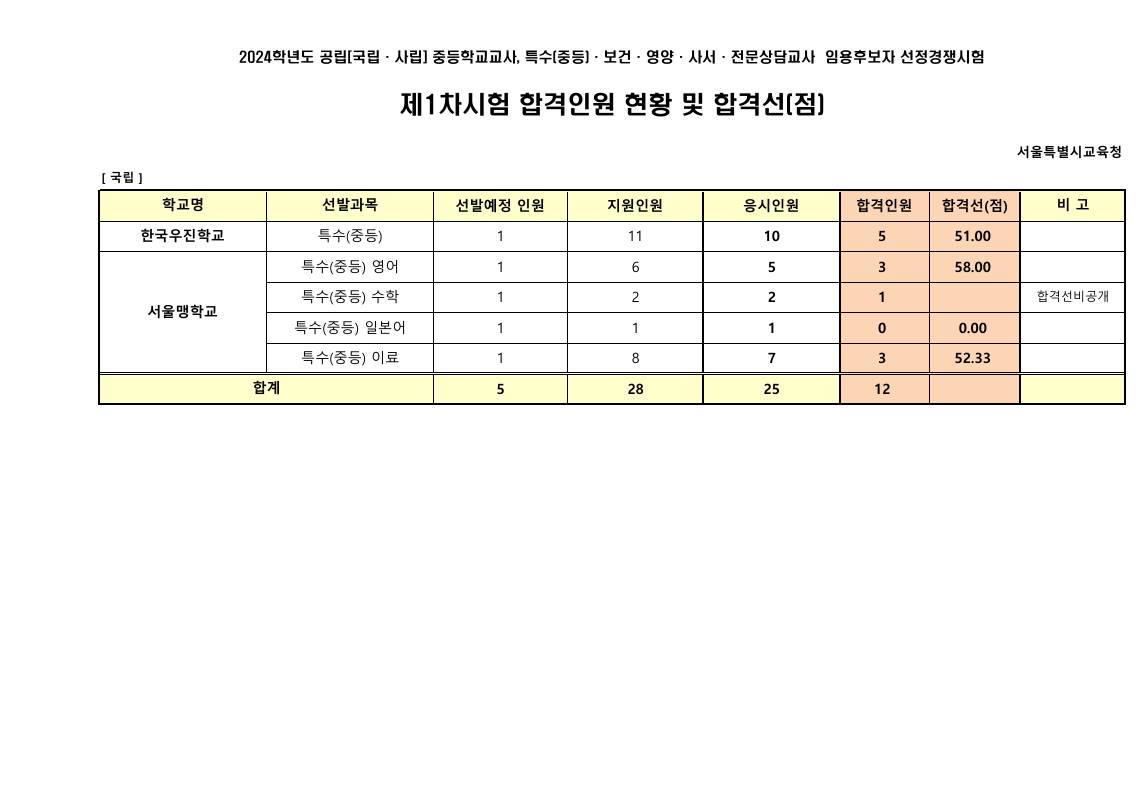 2024학년도 공립[국립 · 사립] 중등학교교사, 특수(중등) · 보건 · 영양 · 사서 · 전문상담교사 임용후보자 선정경쟁시험
제1차시험 합격인원 현황 및 합격선(점)
서울특별시교육청
[ 국립 ]
학교명 선발과목 선발예정 인원 지원인원 응시인원 합격인원 합격선(점) 비 고
한국우진학교 특수(중등) 1 11 10 5 51.00
특수(중등) 영어 1 6 5 3 58.00
서울맹학교
특수(중등) 수학 1 2 2 1 합격선비공개
특수(중등) 일본어 1 1 1 0 0.00
특수(중등) 이료 1 8 7 3 52.33
합계 5 28 25 12